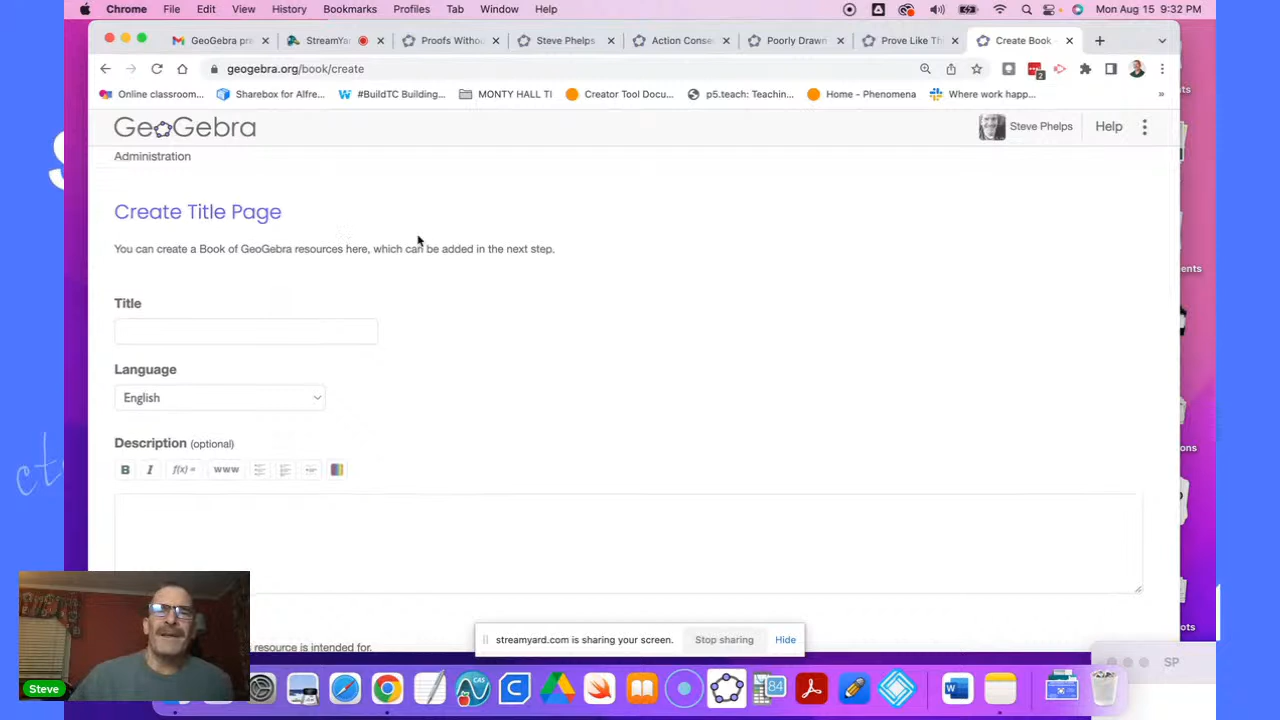 Chrome File Edit View History Bookmarks Profiles Tab Window Help Mon Aug 15 9:32 PM
GeoGebra pr StreamYar Proofs Withou Steve Phelps Action Conse Poorly Drawn Prove Like Thi Create Book -
geogebra.org/book/create 2
Online classroom... Sharebox for Alfre... #BuildTC Building... MONTY HALL TI Creator Tool Docu... p5.teach: Teachin... Home - Phenomena Where work happ... »
GeoGebra Steve Phelps Help
Administration
Create Title Page
You can create a Book of GeoGebra resources here, which can be added in the next step.
Title
Language
English
Description (optional)
B I f(x) = www
streamyard.com is sharing your screen. Stop sharing Hide
resource is intended for.
SP
Steve
CAS 84